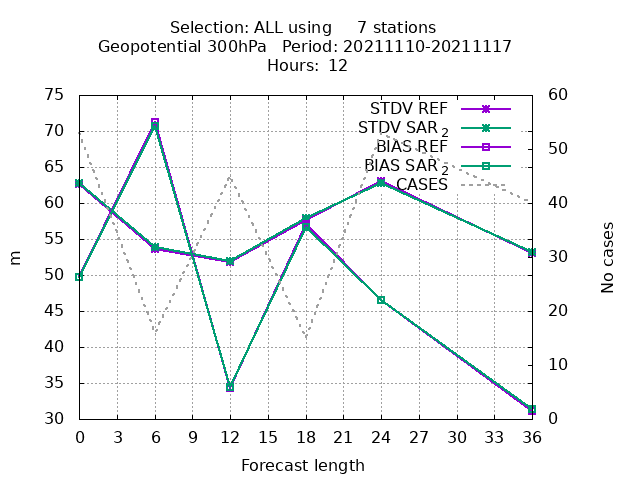 Selection: ALL using     7 stations
Geopotential 300hPa   Period: 20211110-20211117
Hours:  12
75
70
65
60
55
50
45
40
35
30
60
50
40
30
20
10
0
STDV REF
STDV SAR 2
BIAS REF
BIAS SAR 2
CASES
m
No cases
0 3 6 9 12 15 18 21 24 27 30 33 36
Forecast length